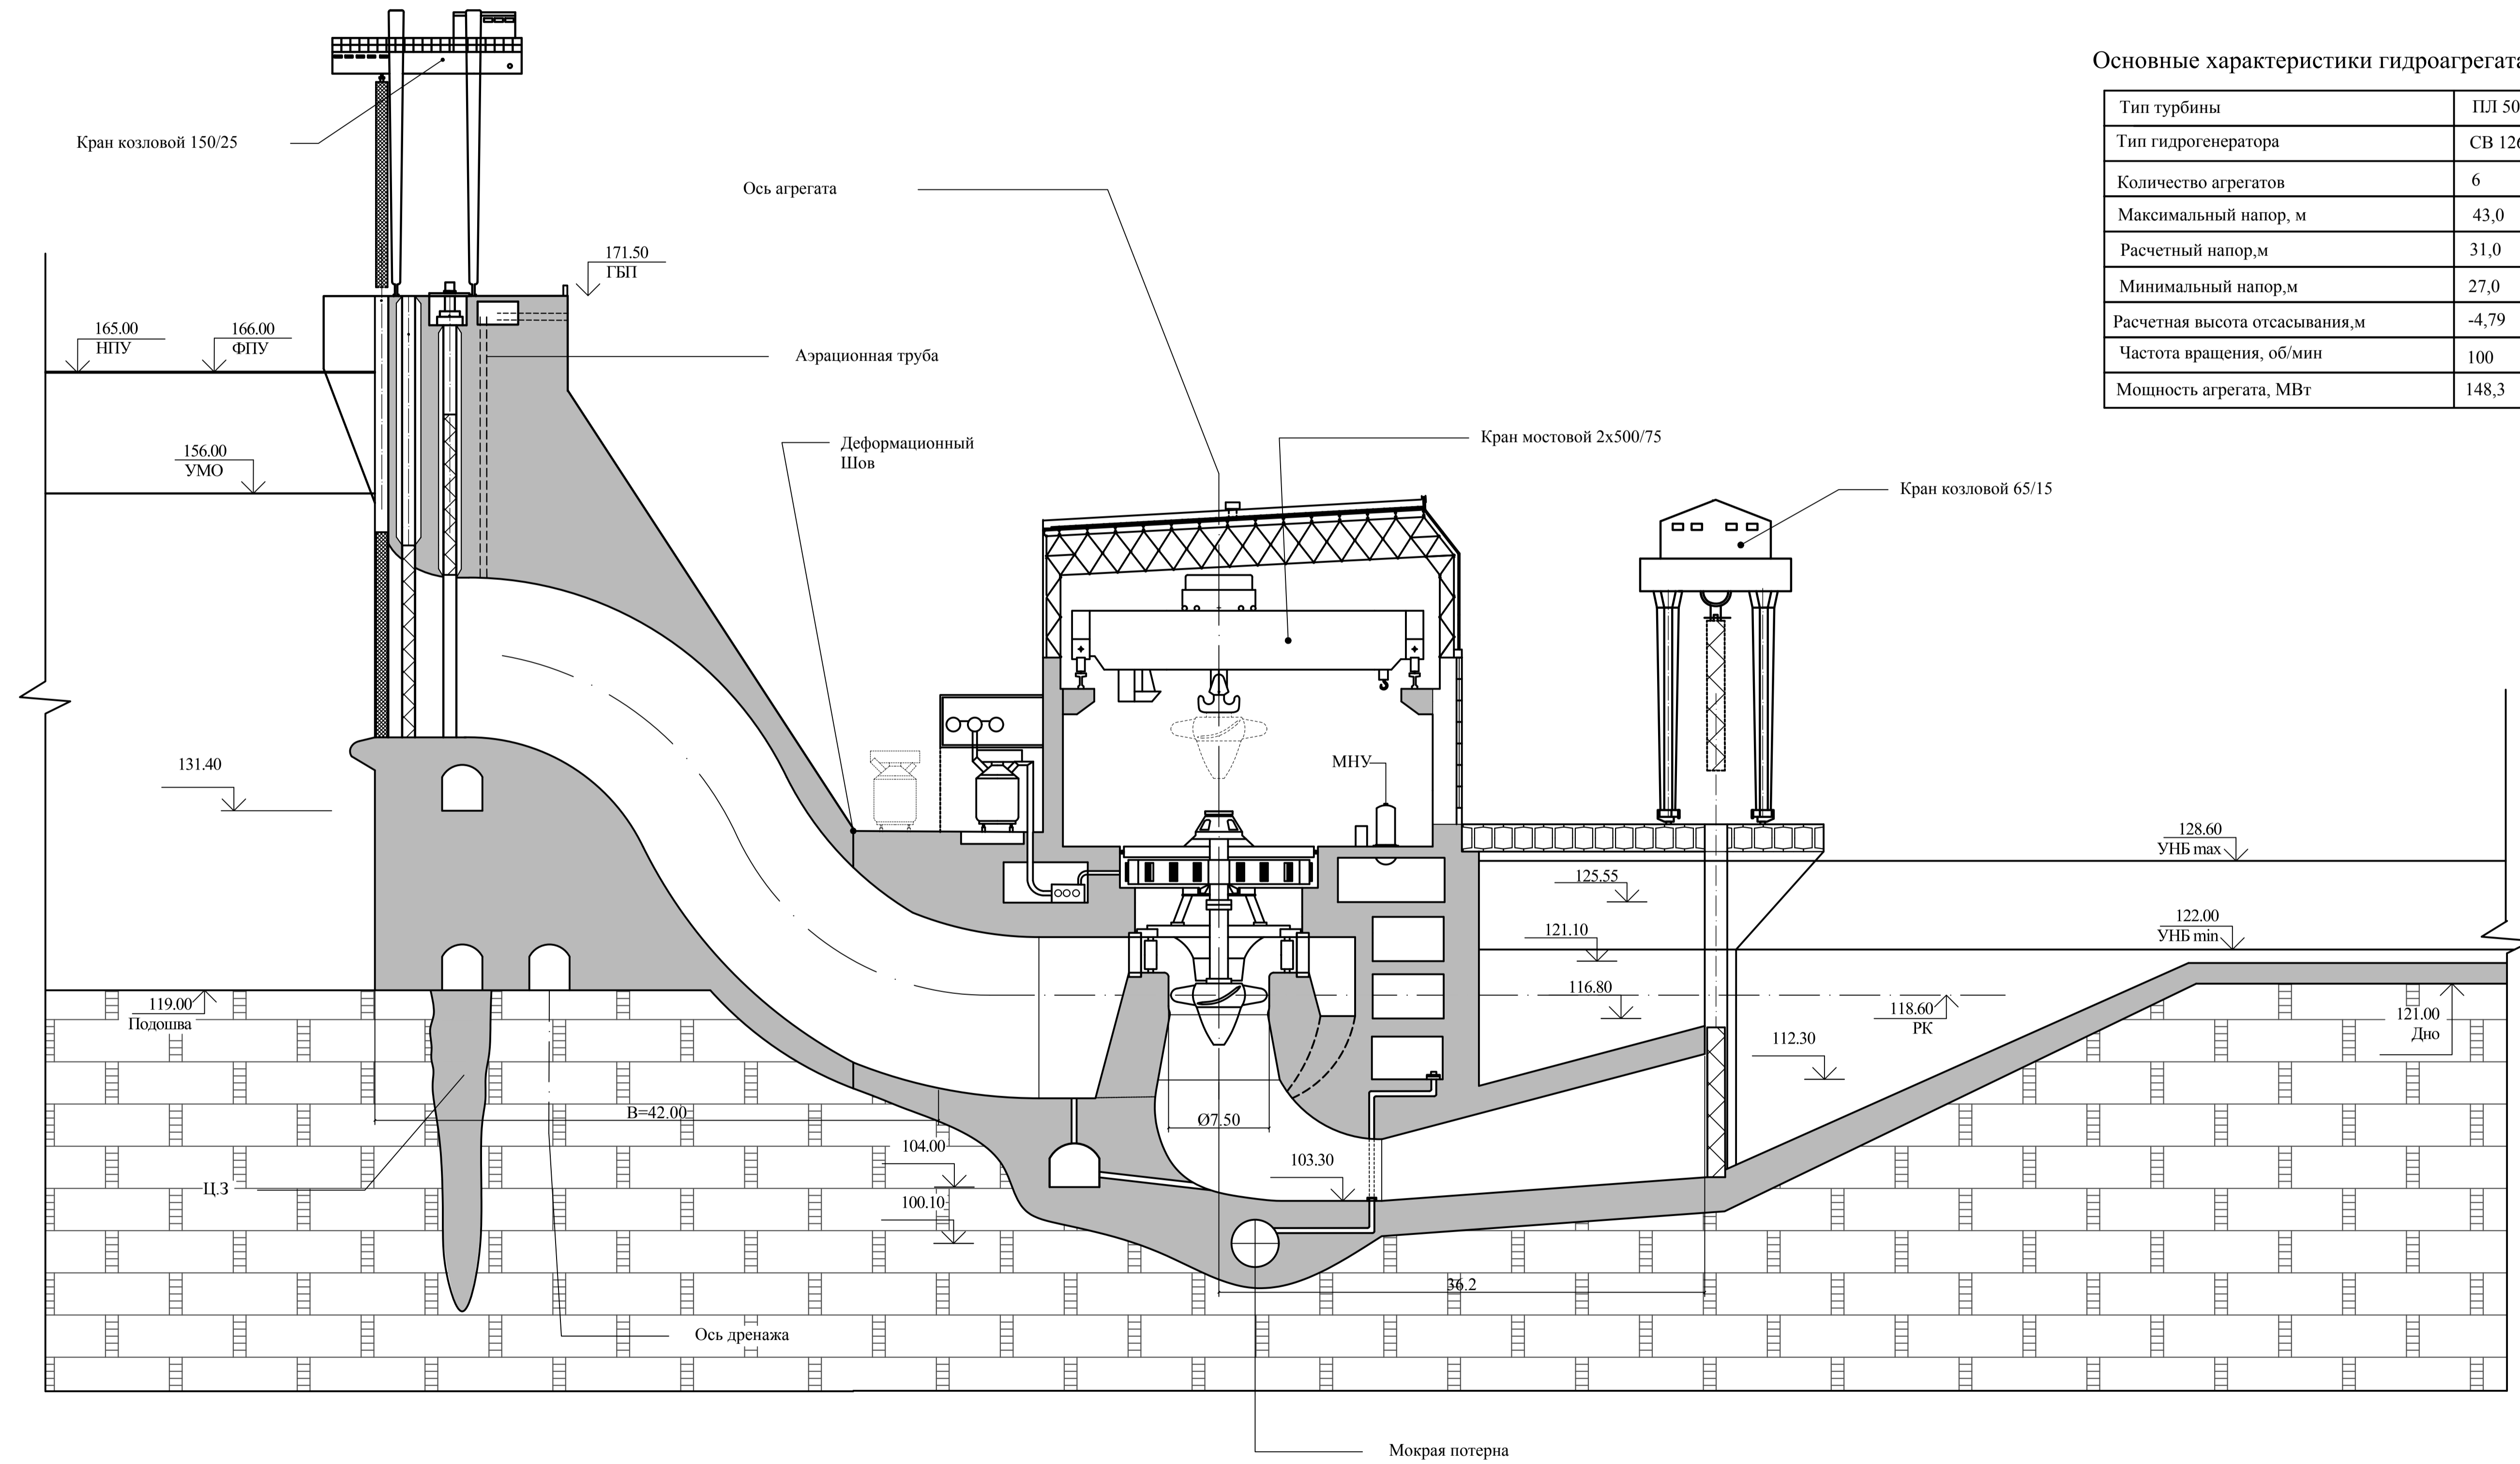 Основные характеристики гидроагрегата
Тип турбины ПЛ 50
Тип гидрогенератора СВ 126
Количество агрегатов 6
Максимальный напор, м 43,0
Расчетный напор,м 31,0
Минимальный напор,м 27,0
Расчетная высота отсасывания,м -4,79
Частота вращения, об/мин 100
Мощность агрегата, МВт 148,3
Кран козловой 150/25
Ось агрегата
171.50
ГБП
165.00
НПУ
166.00
ФПУ
Аэрационная труба
156.00
УМО
Деформационный
Шов
Кран мостовой 2х500/75
Кран козловой 65/15
МНУ
131.40
128.60
УНБ max
125.55
122.00
УНБ min
121.10
116.80
119.00
Подошва
118.60
РК
121.00
Дно
112.30
B=42.00
Ø7.50
104.00
103.30
Ц.З
100.10
36.2
Ось дренажа
Мокрая потерна